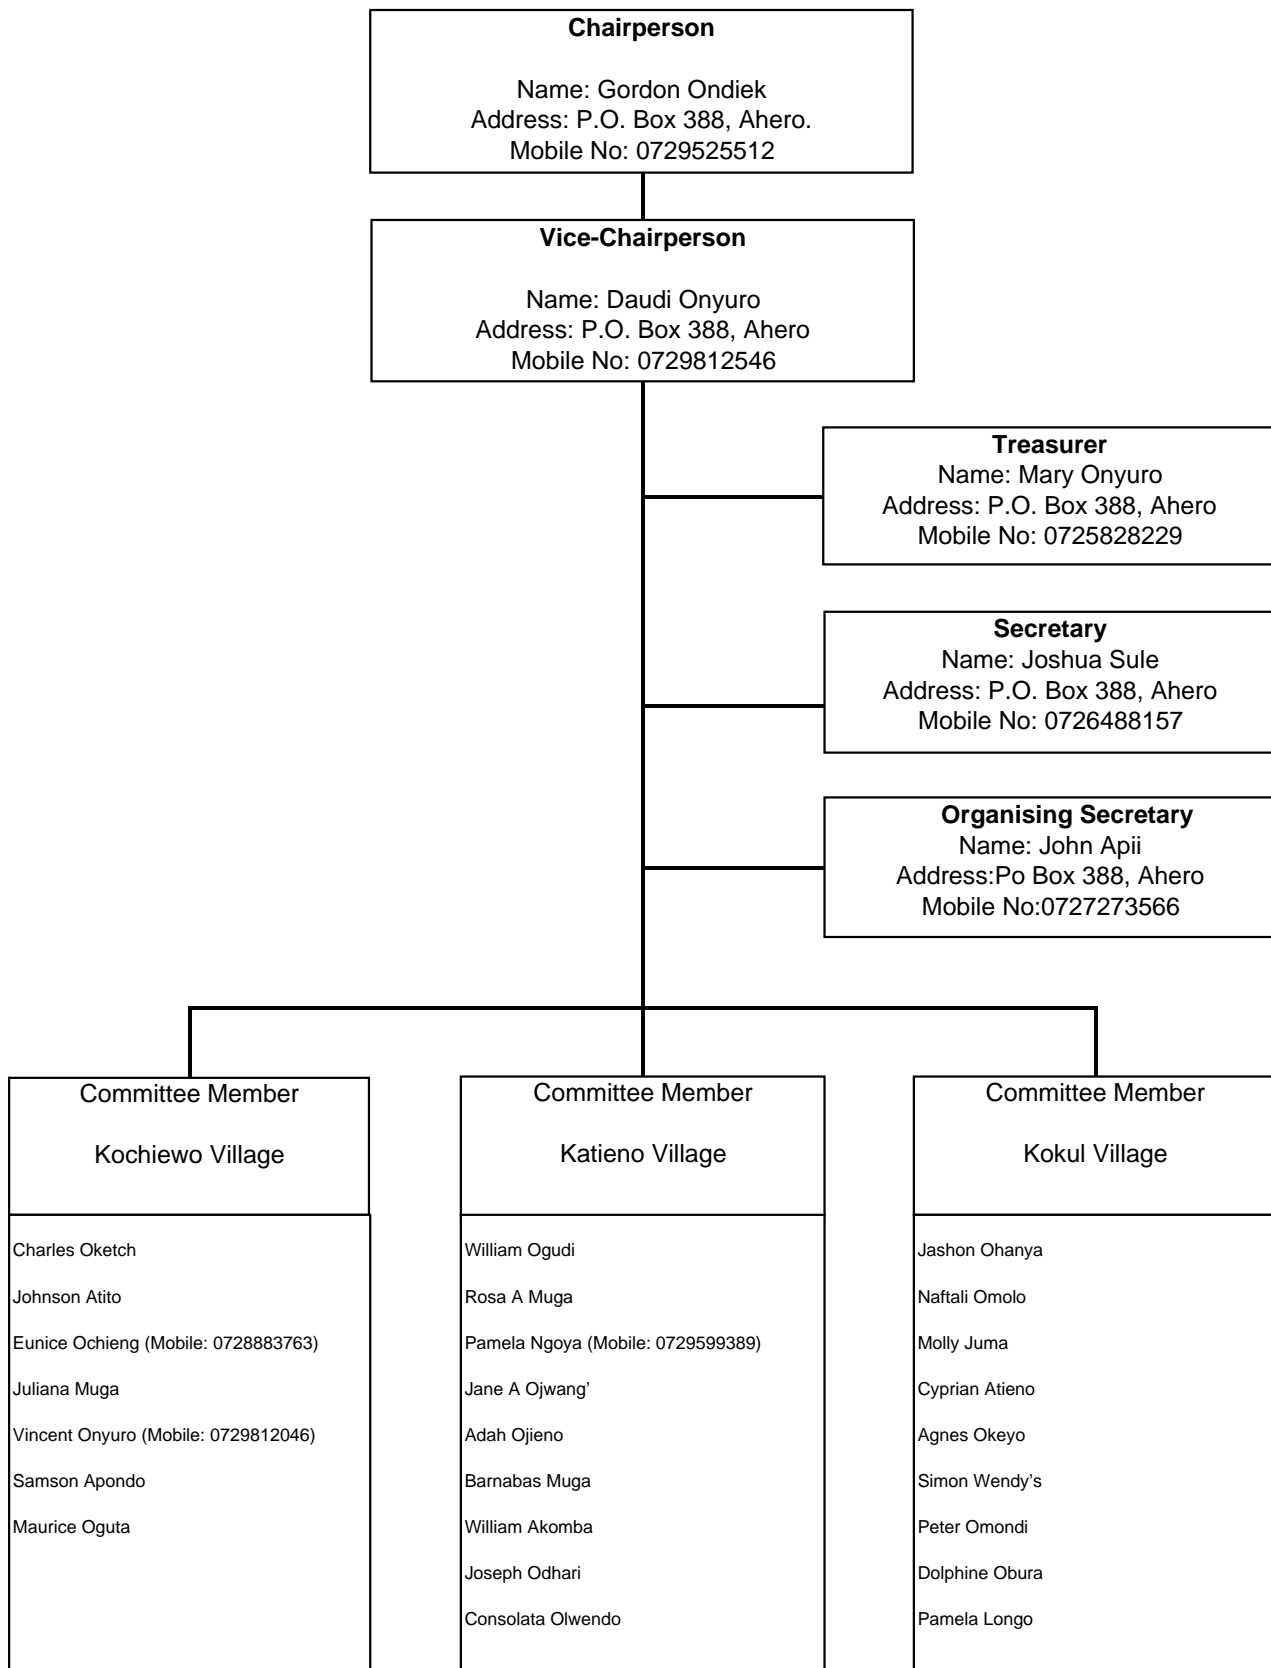 Chairperson
Name: Gordon Ondiek
Address: P.O. Box 388, Ahero.
Mobile No: 0729525512
Vice-Chairperson
Name: Daudi Onyuro
Address: P.O. Box 388, Ahero
Mobile No: 0729812546
Treasurer
Name: Mary Onyuro
Address: P.O. Box 388, Ahero
Mobile No: 0725828229
Secretary
Name: Joshua Sule
Address: P.O. Box 388, Ahero
Mobile No: 0726488157
Organising Secretary
Name: John Apii
Address:Po Box 388, Ahero
Mobile No:0727273566
Committee Member
Kochiewo Village
Charles Oketch
Johnson Atito
Eunice Ochieng (Mobile: 0728883763)
Juliana Muga
Vincent Onyuro (Mobile: 0729812046)
Samson Apondo
Maurice Oguta
Committee Member
Katieno Village
William Ogudi
Rosa A Muga
Pamela Ngoya (Mobile: 0729599389)
Jane A Ojwang’
Adah Ojieno
Barnabas Muga
William Akomba
Joseph Odhari
Consolata Olwendo
Committee Member
Kokul Village
Jashon Ohanya
Naftali Omolo
Molly Juma
Cyprian Atieno
Agnes Okeyo
Simon Wendy’s
Peter Omondi
Dolphine Obura
Pamela Longo